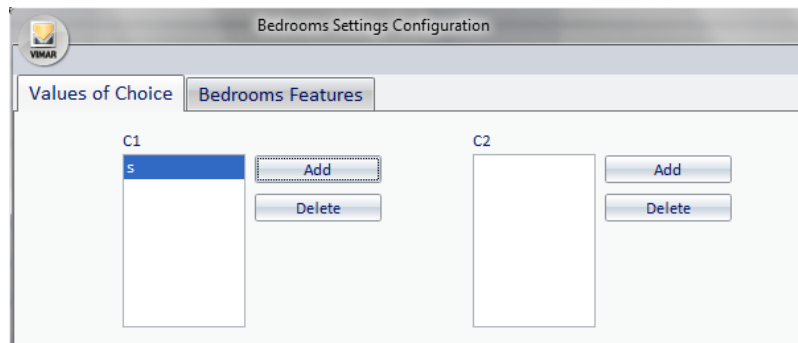 Bedrooms Settings Configuration
VIMAR
Values of Choice Bedrooms Features
C1 C2
s Add Add
Delete Delete